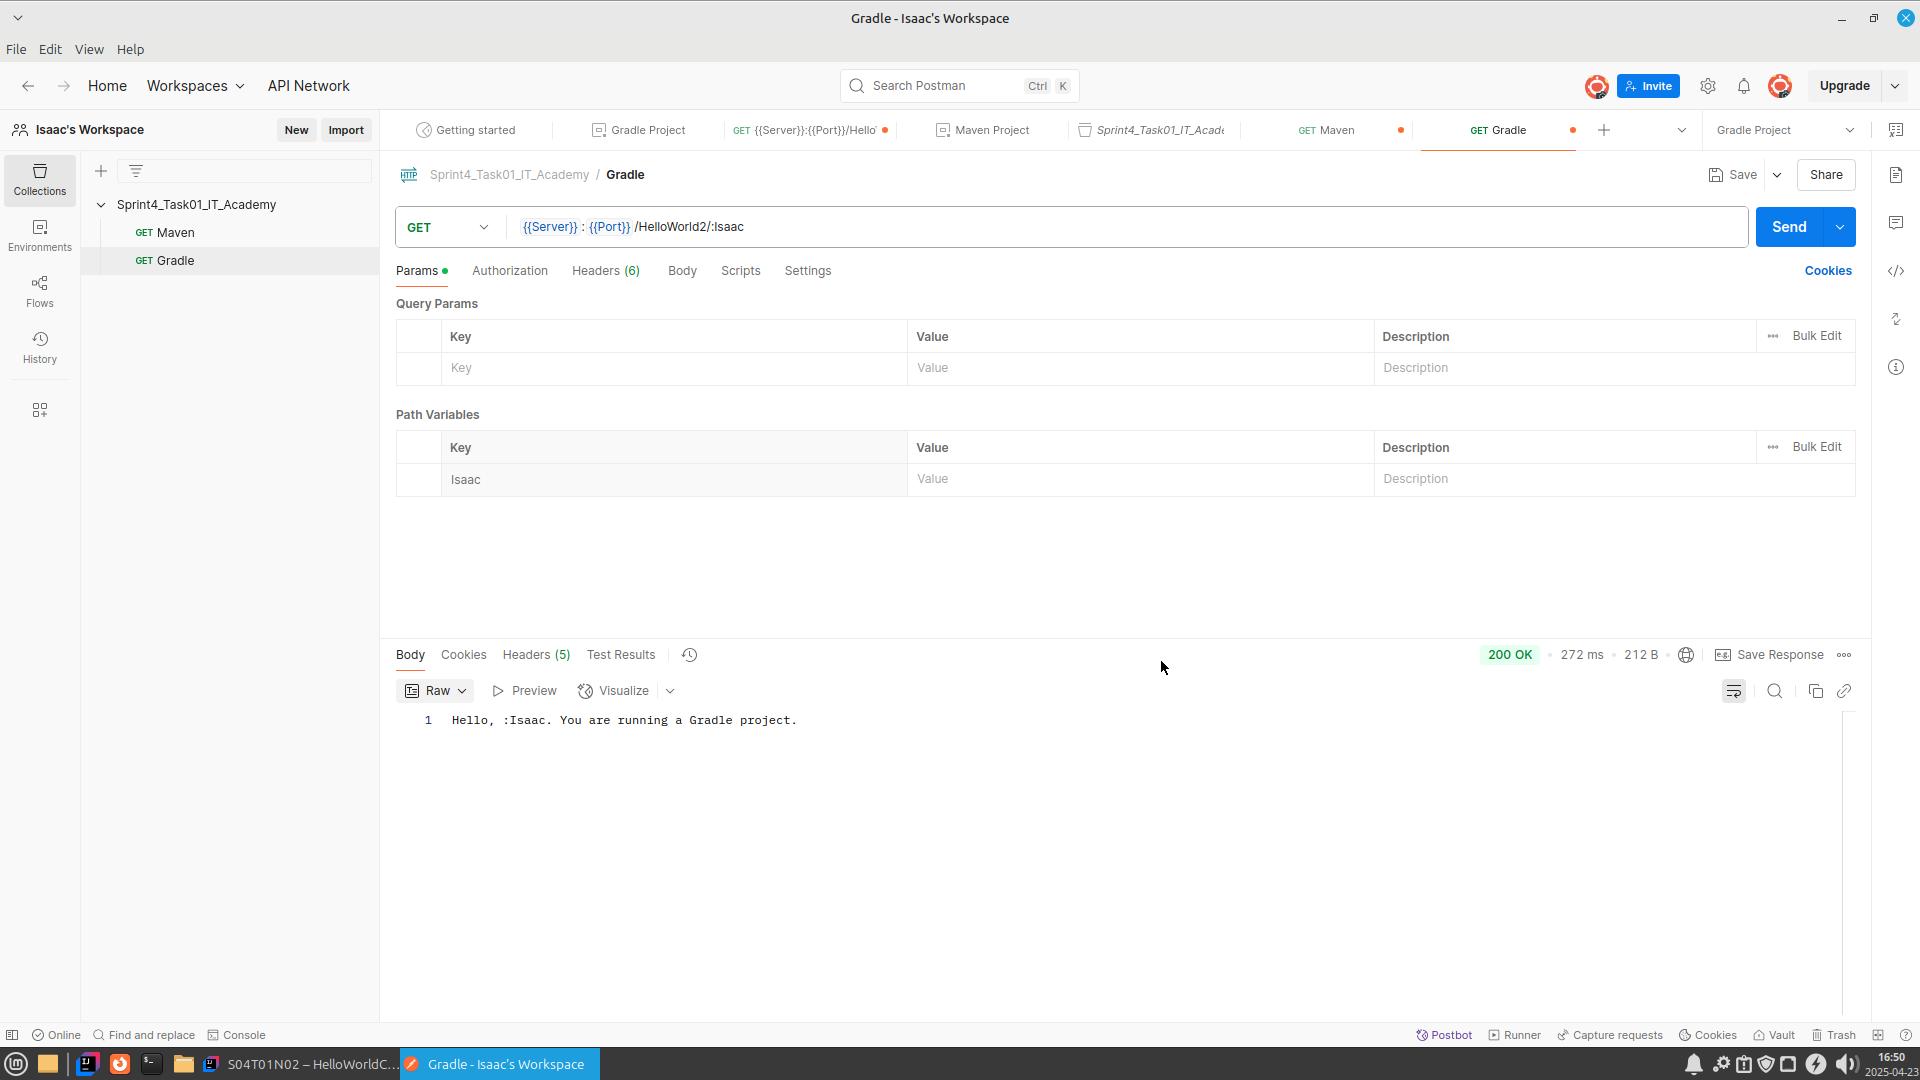 Gradle - Isaac's Workspace
File Edit View Help
Home Workspaces API Network
Search Postman Ctrl K
Invite
Upgrade
Isaac's Workspace New Import
Getting started
Gradle Project
GET {{Server}}:{{Port}}/Hello
Maven Project
Sprint4_Task01_IT_Acade
GET Maven
GET Gradle
Gradle Project
Collections
Environments
Flows
History
Sprint4_Task01_IT_Academy
GET Maven
GET Gradle
HTTP Sprint4_Task01_IT_Academy / Gradle
Save Share
GET {{Server}} : {{Port}} /HelloWorld2/:Isaac
Send
Params Authorization Headers (6) Body Scripts Settings
Cookies
Query Params
Key Value Description ••• Bulk Edit
Key Value Description
Path Variables
Key Value Description ••• Bulk Edit
Isaac Value Description
Body Cookies Headers (5) Test Results
200 OK • 272 ms • 212 B e.g. Save Response
Raw Preview Visualize
1 Hello, :Isaac. You are running a Gradle project.
Online Find and replace Console
Postbot Runner Capture requests Cookies Vault Trash
S04T01N02 – HelloWorldC...
Gradle - Isaac's Workspace
16:50
2025-04-23